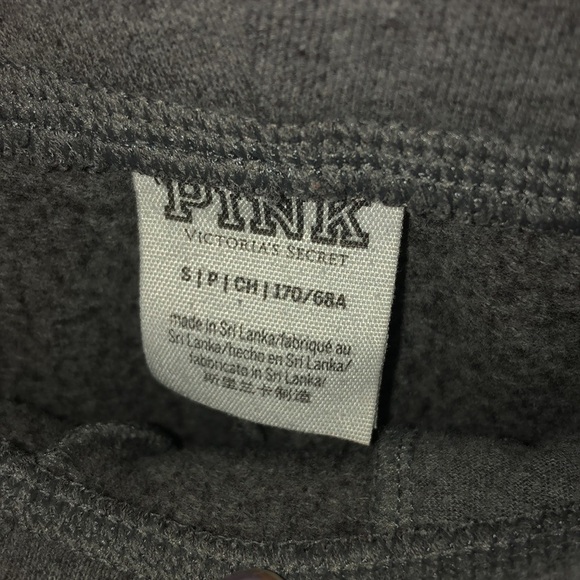 PINK
VICTORIA'S SECRET
S | P | CH | 170/68A
made in Sri Lanka/fabriqué au
Sri Lanka/hecho en Sri Lanka/
fabbricato in Sri Lanka/
斯里兰卡制造